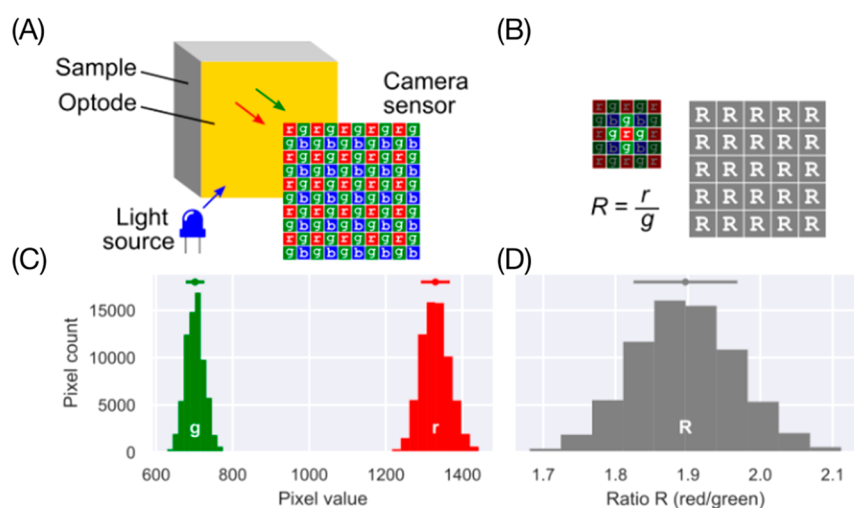 (A)
Sample
Optode
Camera
sensor
r g r g r g r g r g
g b g b g b g b g b
r g r g r g r g r g
g b g b g b g b g b
r g r g r g r g r g
g b g b g b g b g b
r g r g r g r g r g
g b g b g b g b g b
r g r g r g r g r g
g b g b g b g b g b
Light
source
(B)
r g r g r
g b g b g
r g r g r
g b g b g
r g r g r
R = r/g
R R R R R
R R R R R
R R R R R
R R R R R
R R R R R
(C)
Pixel count
15000
10000
5000
0
g
r
600 800 1000 1200 1400
Pixel value
(D)
R
1.7 1.8 1.9 2.0 2.1
Ratio R (red/green)